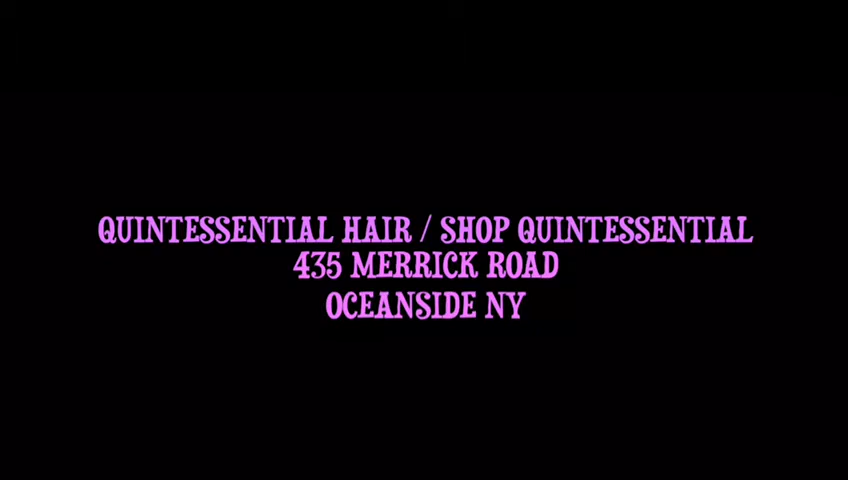 QUINTESSENTIAL HAIR / SHOP QUINTESSENTIAL
435 MERRICK ROAD
OCEANSIDE NY